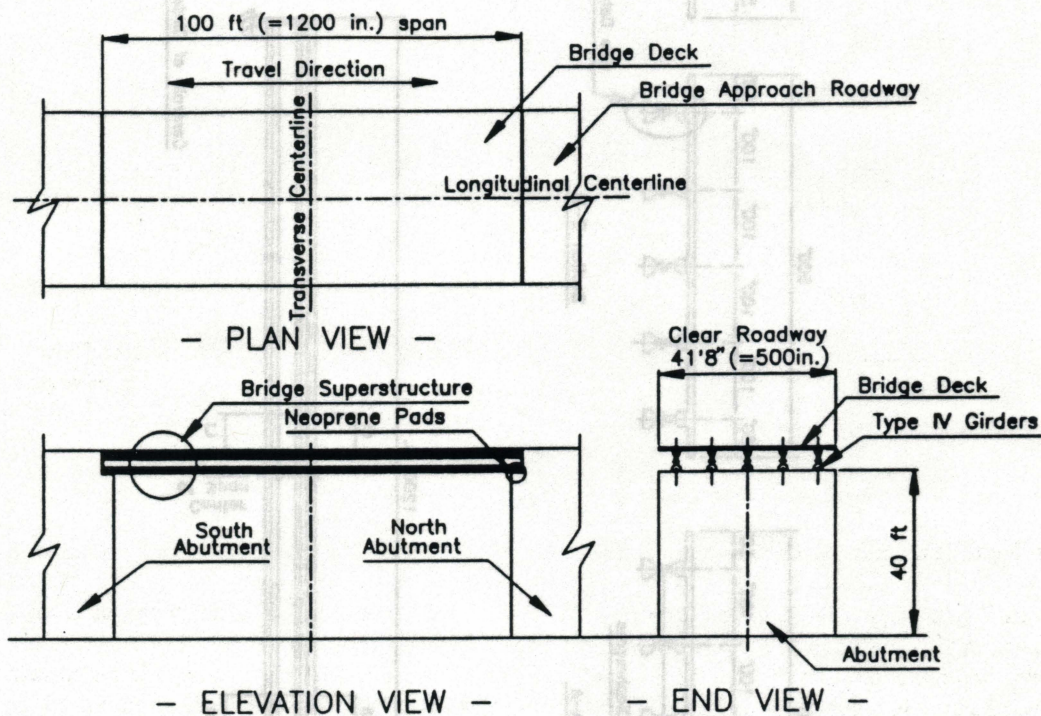 100 ft (=1200 in.) span
Travel Direction
Bridge Deck
Bridge Approach Roadway
Transverse Centerline
Longitudinal Centerline
- PLAN VIEW -
Bridge Superstructure
Neoprene Pads
South
Abutment
North
Abutment
- ELEVATION VIEW -
Clear Roadway
41'8" (=500in.)
Bridge Deck
Type IV Girders
40 ft
Abutment
- END VIEW -